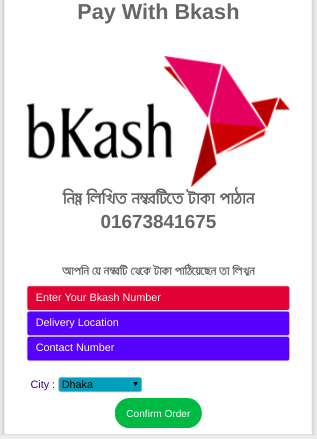 Pay With Bkash
bKash
নিম্ন লিখিত নম্বরটিতে টাকা পাঠান
01673841675
আপনি যে নম্বরটি থেকে টাকা পাঠিয়েছেন তা লিখুন
Enter Your Bkash Number
Delivery Location
Contact Number
City : Dhaka
Confirm Order